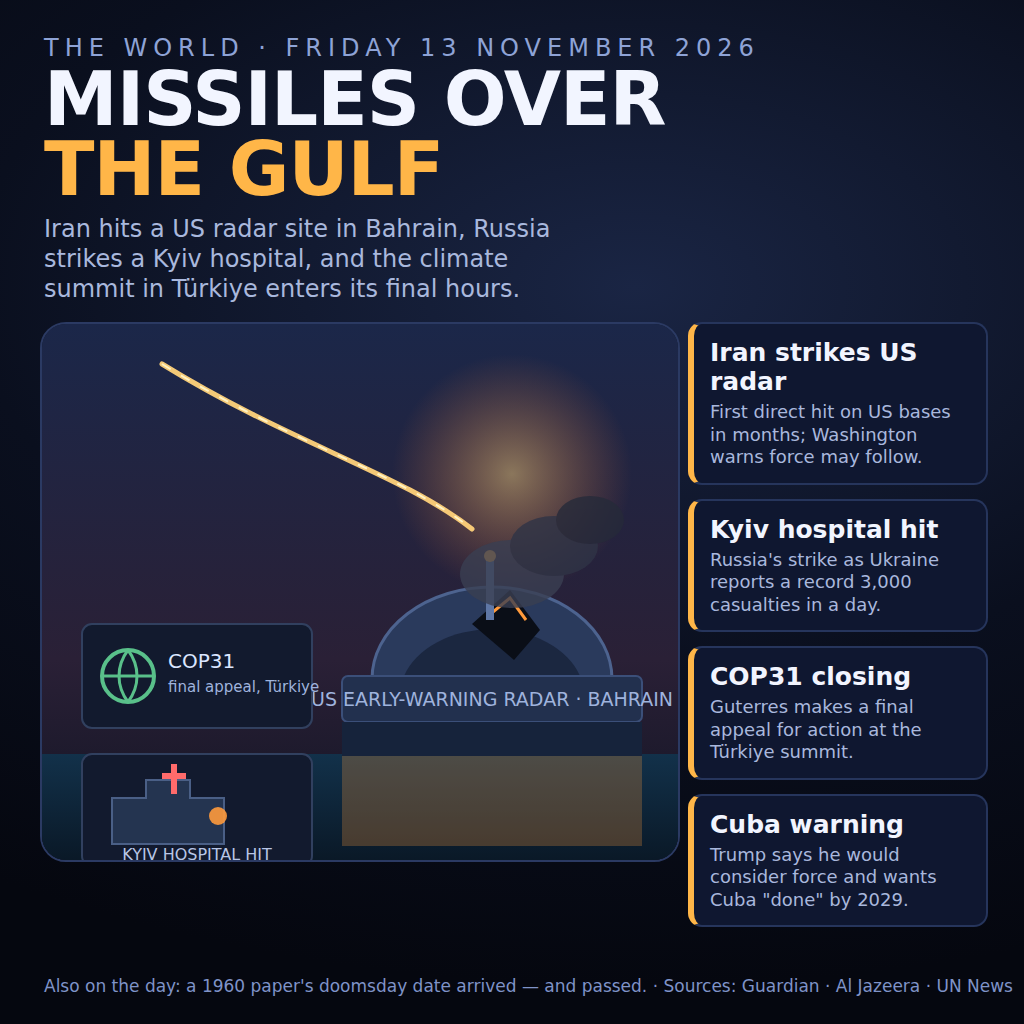 THE WORLD · FRIDAY 13 NOVEMBER 2026
MISSILES OVER
THE GULF
Iran hits a US radar site in Bahrain, Russia
strikes a Kyiv hospital, and the climate
summit in Türkiye enters its final hours.
COP31
final appeal, Türkiye
US EARLY-WARNING RADAR · BAHRAIN
KYIV HOSPITAL HIT
Iran strikes US
radar
First direct hit on US bases
in months; Washington
warns force may follow.
Kyiv hospital hit
Russia's strike as Ukraine
reports a record 3,000
casualties in a day.
COP31 closing
Guterres makes a final
appeal for action at the
Türkiye summit.
Cuba warning
Trump says he would
consider force and wants
Cuba "done" by 2029.
Also on the day: a 1960 paper's doomsday date arrived — and passed. · Sources: Guardian · Al Jazeera · UN News